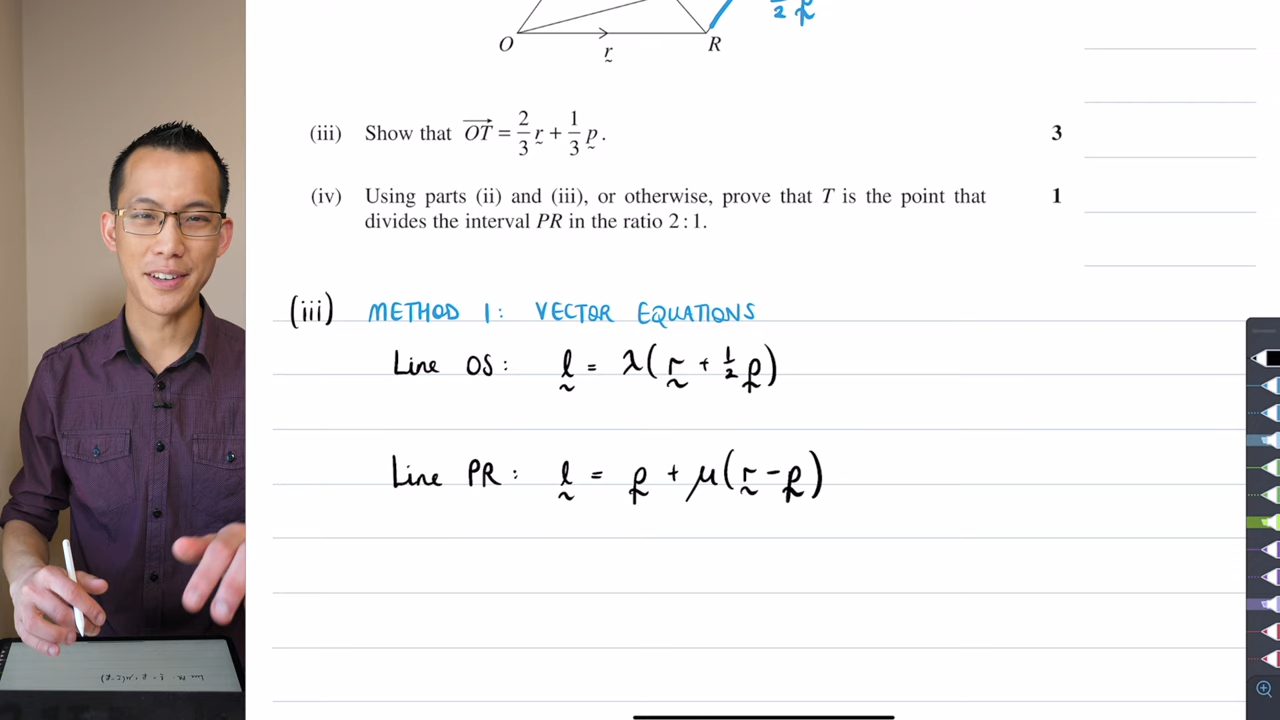 1/2 p
O R
r
(iii) Show that OT = 2/3 r + 1/3 p. 3
(iv) Using parts (ii) and (iii), or otherwise, prove that T is the point that 1
divides the interval PR in the ratio 2 : 1.
(iii) METHOD 1: VECTOR EQUATIONS
Line OS: l = λ(r + 1/2 p)
Line PR: l = p + μ(r - p)